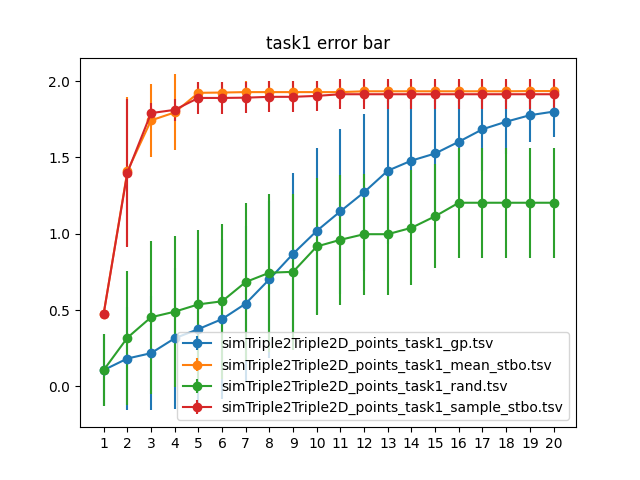 task1 error bar
2.0
1.5
1.0
0.5
0.0
simTriple2Triple2D_points_task1_gp.tsv
simTriple2Triple2D_points_task1_mean_stbo.tsv
simTriple2Triple2D_points_task1_rand.tsv
simTriple2Triple2D_points_task1_sample_stbo.tsv
1 2 3 4 5 6 7 8 9 10 11 12 13 14 15 16 17 18 19 20